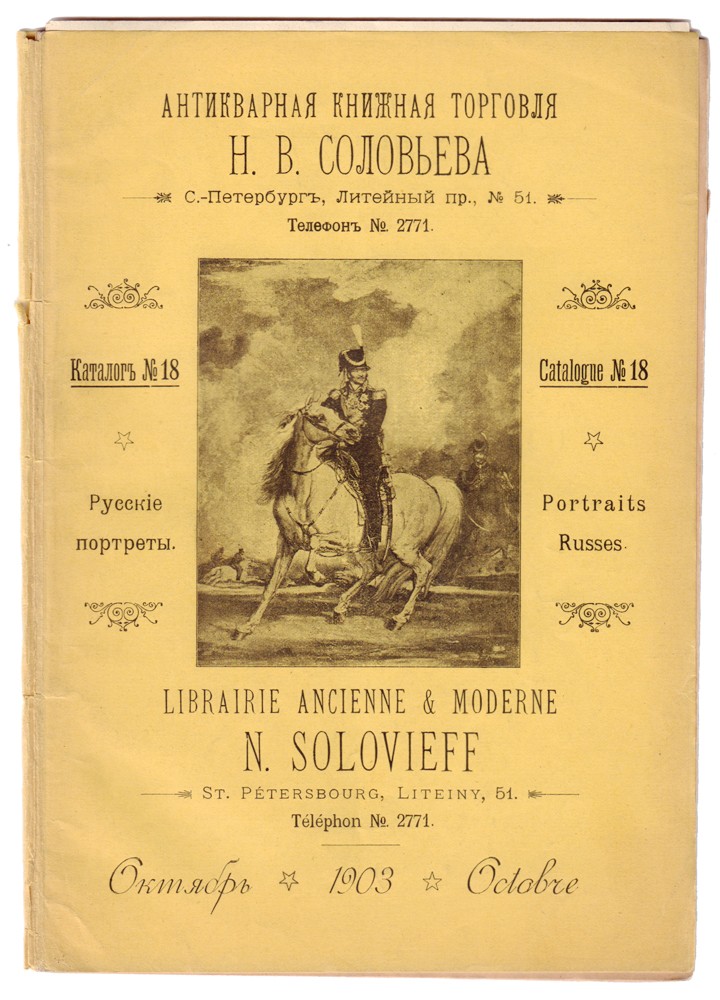 АНТИКВАРНАЯ КНИЖНАЯ ТОРГОВЛЯ
Н. В. СОЛОВЬЕВА
С.-Петербургъ, Литейный пр., № 51.
Телефонъ №. 2771.
Каталогъ № 18
Русскіе
портреты.
Catalogue № 18
Portraits
Russes.
LIBRAIRIE ANCIENNE & MODERNE
N. SOLOVIEFF
ST. PÉTERSBOURG, LITEINY, 51.
Téléphon №. 2771.
Октябрь ☆ 1903 ☆ Octobre